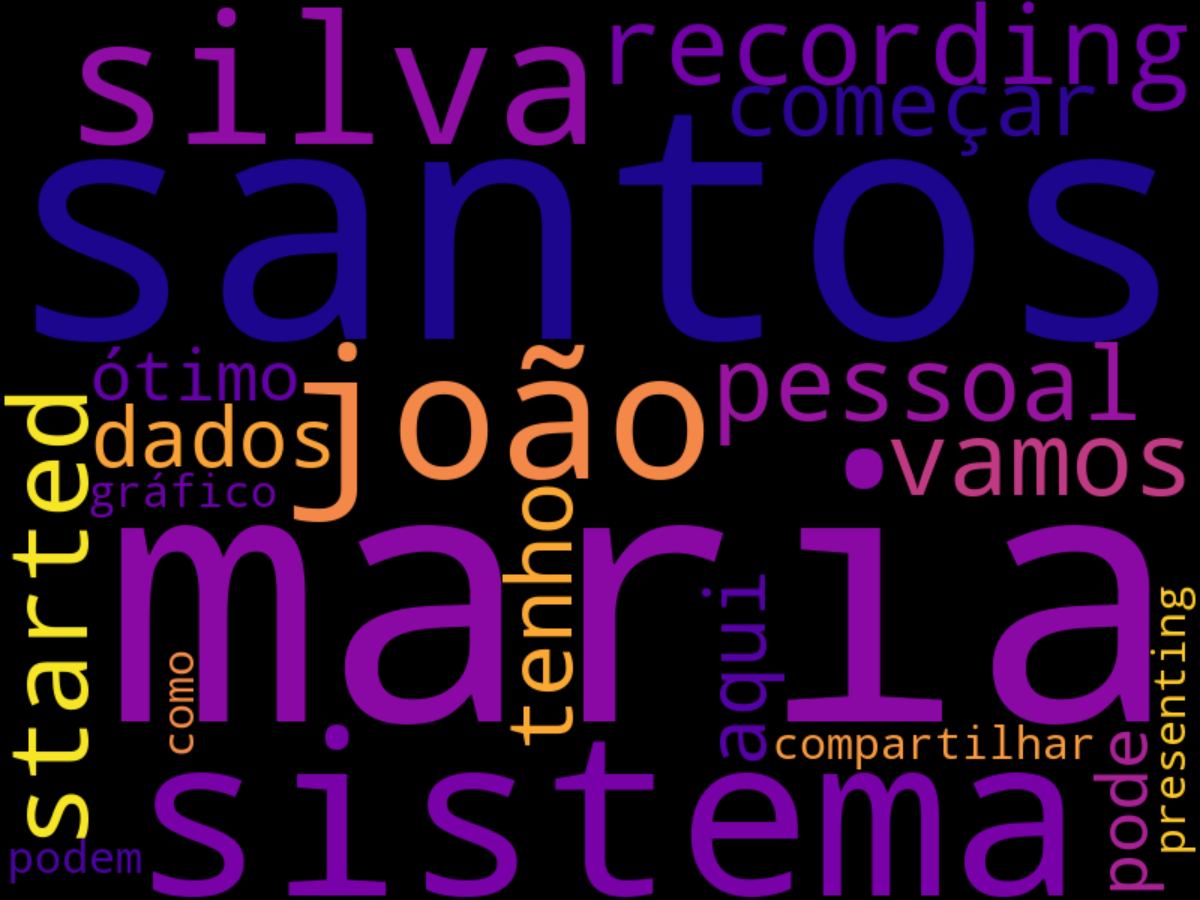 silva
recording
começar
santos
ótimo
joão
pessoal
started
dados
vamos
gráfico
tenho
maria
aqui
como
presenting
compartilhar
pode
sistema
podem